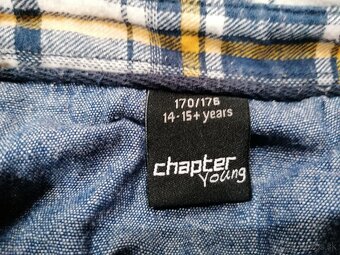 170/176
14-15+ years
chapter
young